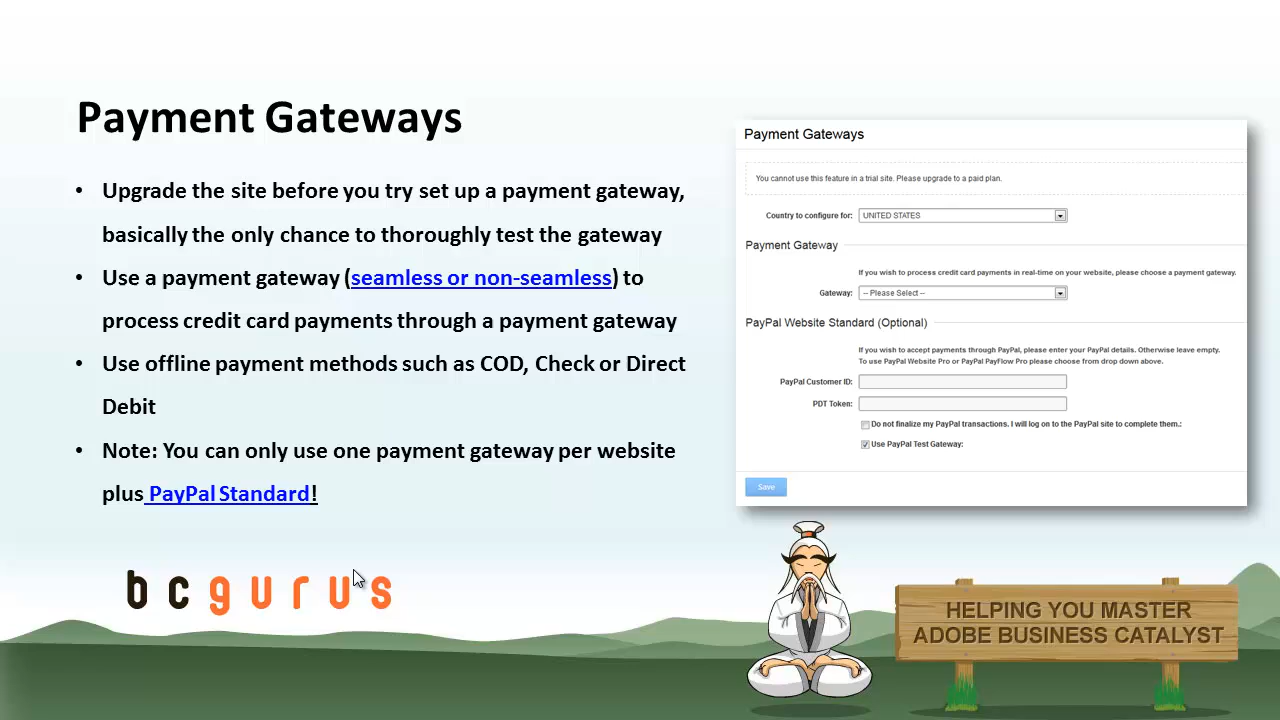 Payment Gateways
• Upgrade the site before you try set up a payment gateway,
basically the only chance to thoroughly test the gateway
• Use a payment gateway (seamless or non-seamless) to
process credit card payments through a payment gateway
• Use offline payment methods such as COD, Check or Direct
Debit
• Note: You can only use one payment gateway per website
plus PayPal Standard!
bcgurus
Payment Gateways
You cannot use this feature in a trial site. Please upgrade to a paid plan.
Country to configure for: UNITED STATES
Payment Gateway
If you wish to process credit card payments in real-time on your website, please choose a payment gateway.
Gateway: -- Please Select --
PayPal Website Standard (Optional)
If you wish to accept payments through PayPal, please enter your PayPal details. Otherwise leave empty.
To use PayPal Website Pro or PayPal PayFlow Pro please choose from drop down above.
PayPal Customer ID:
PDT Token:
Do not finalize my PayPal transactions. I will log on to the PayPal site to complete them.:
Use PayPal Test Gateway:
Save
HELPING YOU MASTER
ADOBE BUSINESS CATALYST